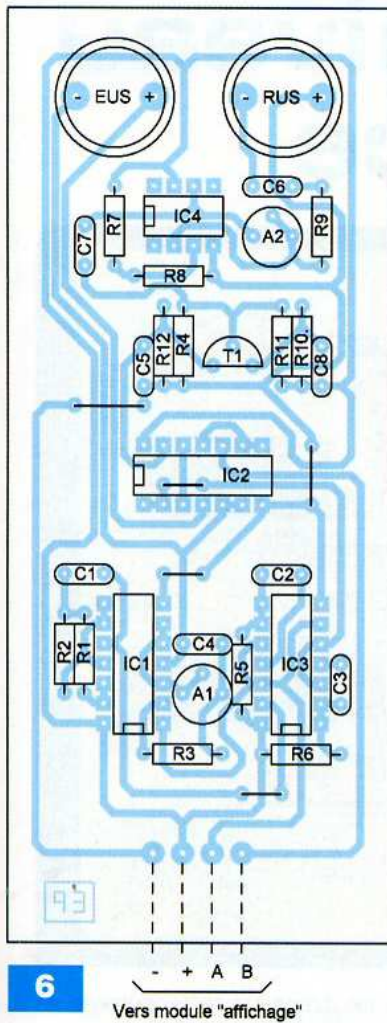 - EUS +
- RUS +
C6
R7
IC4
A2
R9
C7
R8
R12
R4
T1
R11
R10.
C5
C8
IC2
C1
C2
R2
R1
IC1
C4
A1
R5
IC3
C3
R3
R6
- + A B
6
Vers module "affichage"